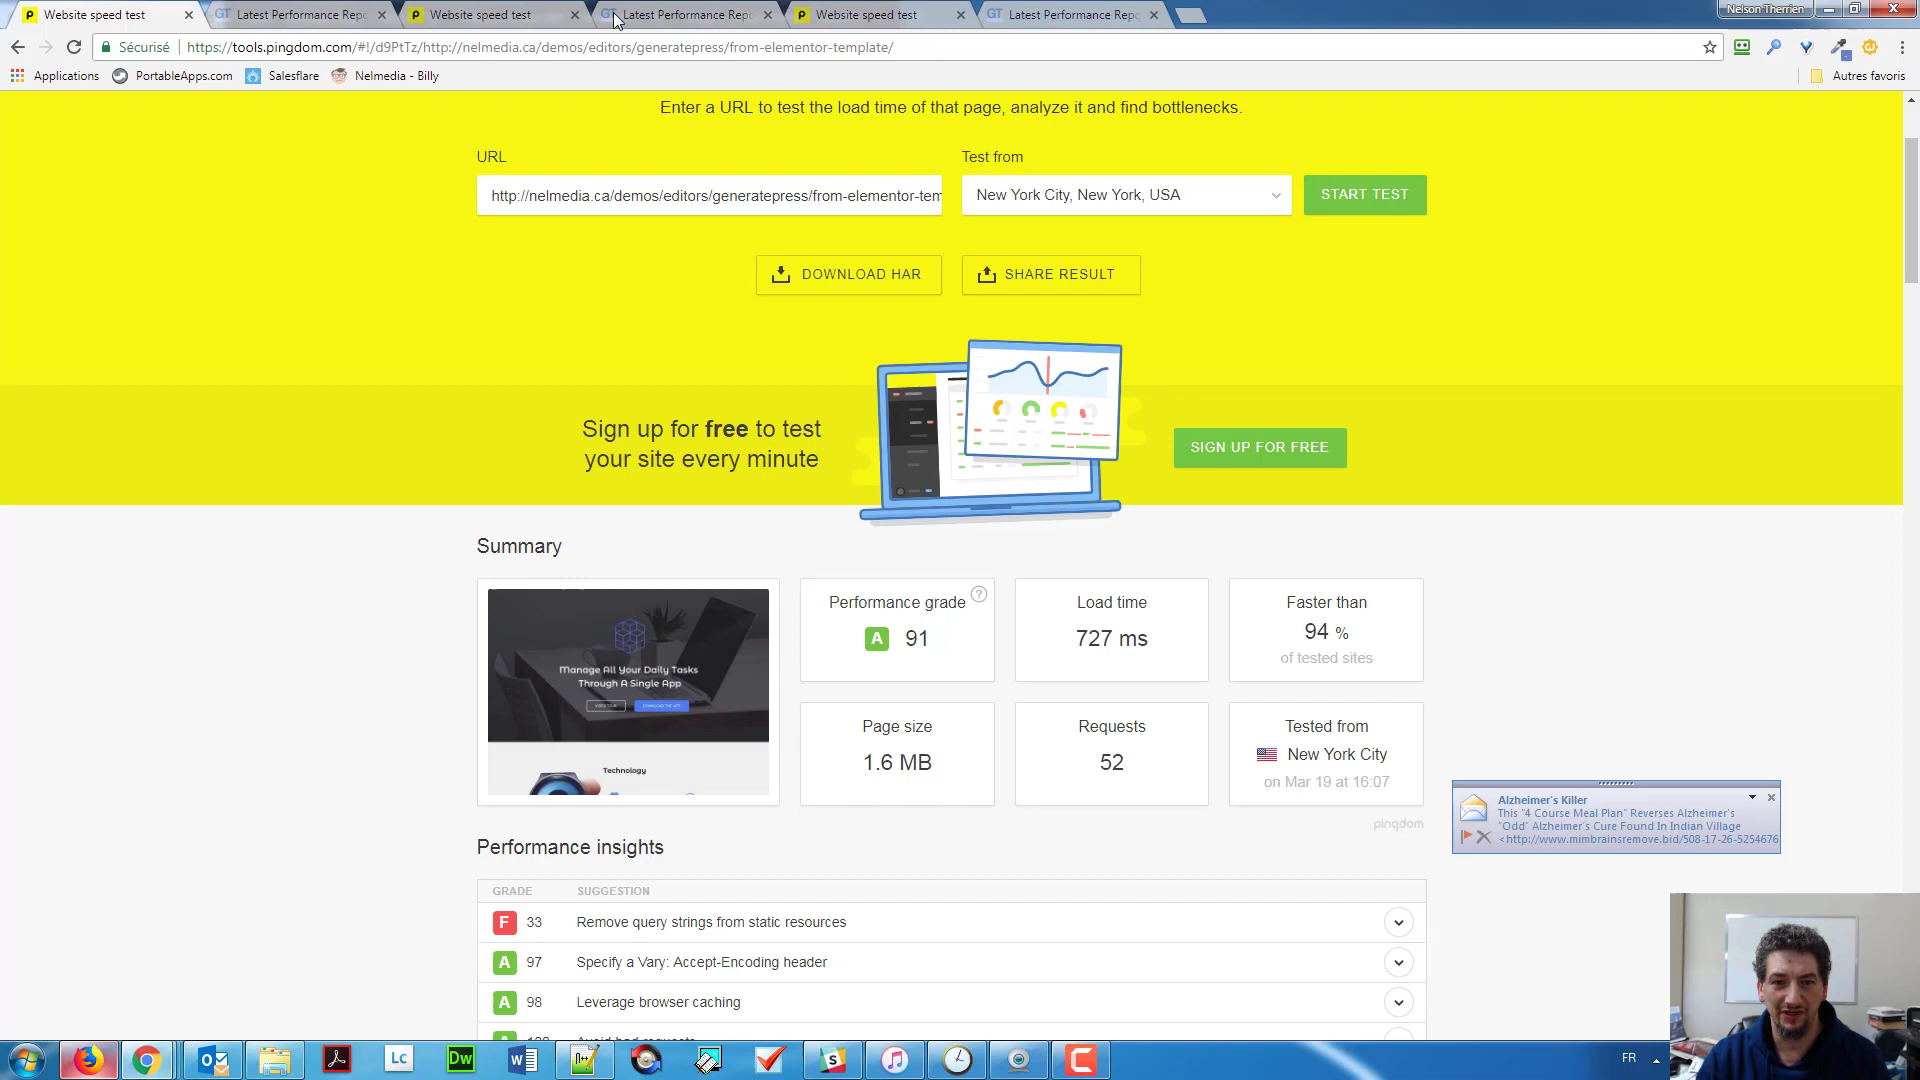 Website speed test
Latest Performance Repo
Website speed test
Latest Performance Repo
Website speed test
Latest Performance Repo
Nelson Therrien
Sécurisé
https://tools.pingdom.com/#!/d9PtTz/http://nelmedia.ca/demos/editors/generatepress/from-elementor-template/
Applications
PortableApps.com
Salesflare
Nelmedia - Billy
Autres favoris
Enter a URL to test the load time of that page, analyze it and find bottlenecks.
URL
Test from
http://nelmedia.ca/demos/editors/generatepress/from-elementor-tem
New York City, New York, USA
START TEST
DOWNLOAD HAR
SHARE RESULT
Sign up for free to test
your site every minute
SIGN UP FOR FREE
Summary
Manage All Your Daily Tasks
Through A Single App
VIDEO TOUR
DOWNLOAD THE APP
Technology
Performance grade
?
A 91
Load time
727 ms
Faster than
94 %
of tested sites
Page size
1.6 MB
Requests
52
Tested from
New York City
on Mar 19 at 16:07
pingdom
Performance insights
GRADE SUGGESTION
F 33 Remove query strings from static resources
A 97 Specify a Vary: Accept-Encoding header
A 98 Leverage browser caching
Alzheimer's Killer
This "4 Course Meal Plan" Reverses Alzheimer's
"Odd" Alzheimer's Cure Found In Indian Village
<http://www.mimbrainsremove.bid/508-17-26-5254676
Lc
Dw
FR